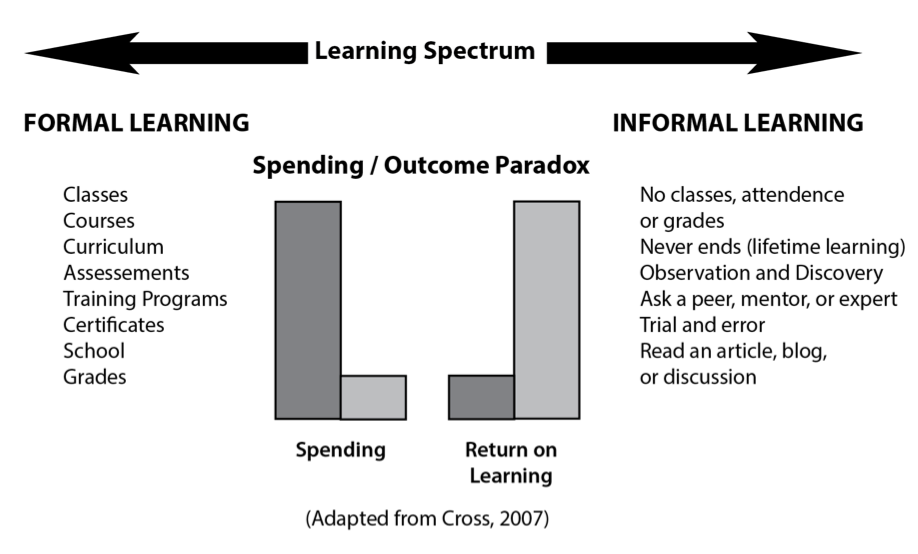 Learning Spectrum
FORMAL LEARNING
Classes
Courses
Curriculum
Assessements
Training Programs
Certificates
School
Grades
Spending / Outcome Paradox
Spending
Return on
Learning
(Adapted from Cross, 2007)
INFORMAL LEARNING
No classes, attendence
or grades
Never ends (lifetime learning)
Observation and Discovery
Ask a peer, mentor, or expert
Trial and error
Read an article, blog,
or discussion